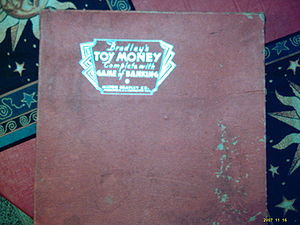 Bradley's
TOY MONEY
Complete with
GAME of BANKING
MILTON BRADLEY CO.
2007 11 16